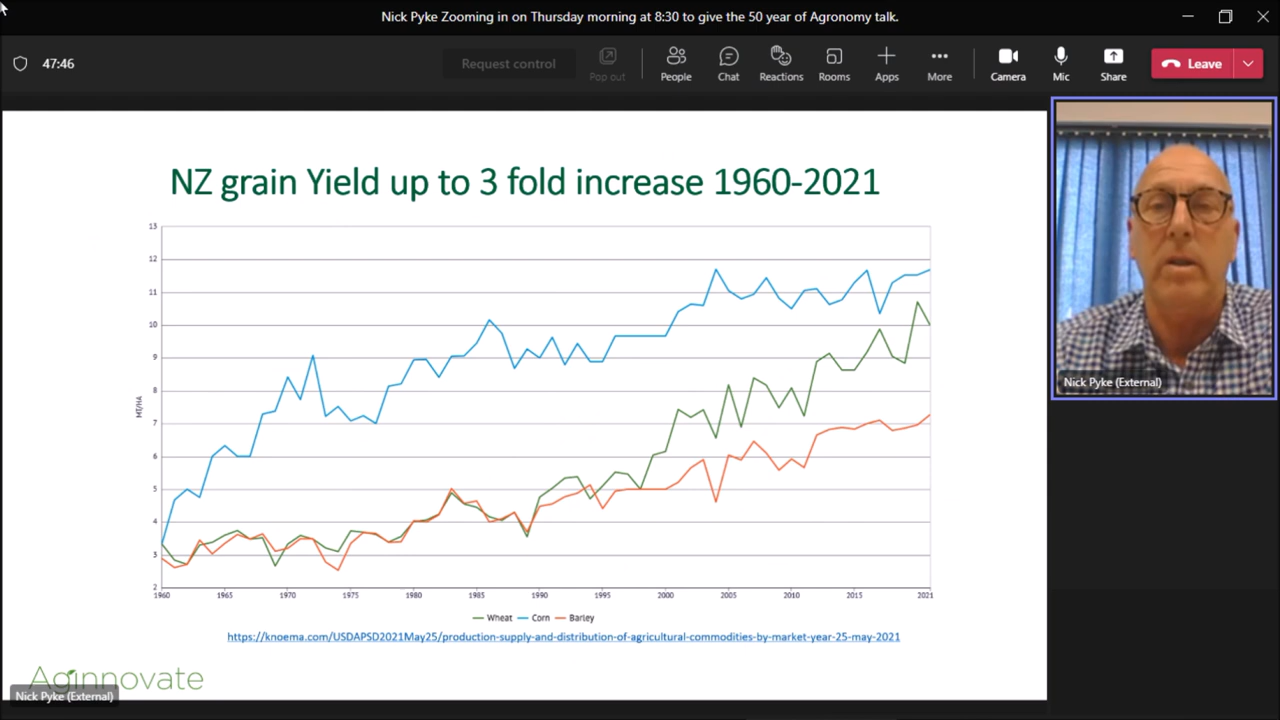 Nick Pyke Zooming in on Thursday morning at 8:30 to give the 50 year of Agronomy talk.
47:46
Request control
Pop out
People
Chat
Reactions
Rooms
Apps
More
Camera
Mic
Share
Leave
NZ grain Yield up to 3 fold increase 1960-2021
13
12
11
10
9
8
7
6
5
4
3
2
MT/HA
1960 1965 1970 1975 1980 1985 1990 1995 2000 2005 2010 2015 2021
Wheat Corn Barley
https://knoema.com/USDAPSD2021May25/production-supply-and-distribution-of-agricultural-commodities-by-market-year-25-may-2021
Aginnovate
Nick Pyke (External)
Nick Pyke (External)